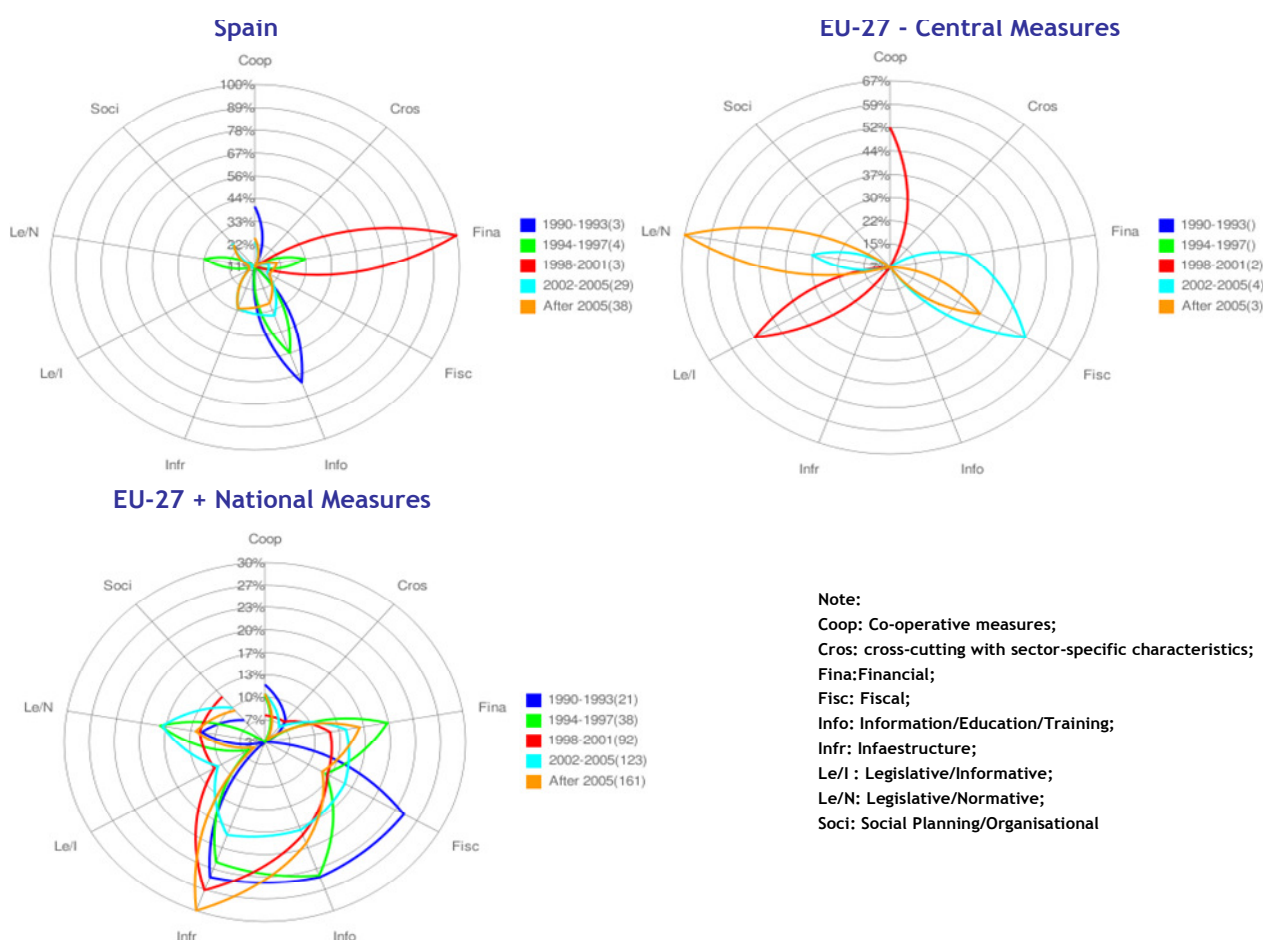 Spain
Coop
100%
89%
78%
67%
56%
44%
33%
22%
11%
Soci
Cros
Le/N
Fina
Le/I
Fisc
Infr
Info
1990-1993(3)
1994-1997(4)
1998-2001(3)
2002-2005(29)
After 2005(38)
EU-27 - Central Measures
Coop
67%
59%
52%
44%
37%
30%
22%
15%
Soci
Cros
Le/N
Fina
Le/I
Fisc
Infr
Info
1990-1993()
1994-1997()
1998-2001(2)
2002-2005(4)
After 2005(3)
EU-27 + National Measures
Coop
30%
27%
23%
20%
17%
13%
10%
7%
Soci
Cros
Le/N
Fina
Le/I
Fisc
Infr
Info
1990-1993(21)
1994-1997(38)
1998-2001(92)
2002-2005(123)
After 2005(161)
Note:
Coop: Co-operative measures;
Cros: cross-cutting with sector-specific characteristics;
Fina:Financial;
Fisc: Fiscal;
Info: Information/Education/Training;
Infr: Infaestructure;
Le/I : Legislative/Informative;
Le/N: Legislative/Normative;
Soci: Social Planning/Organisational